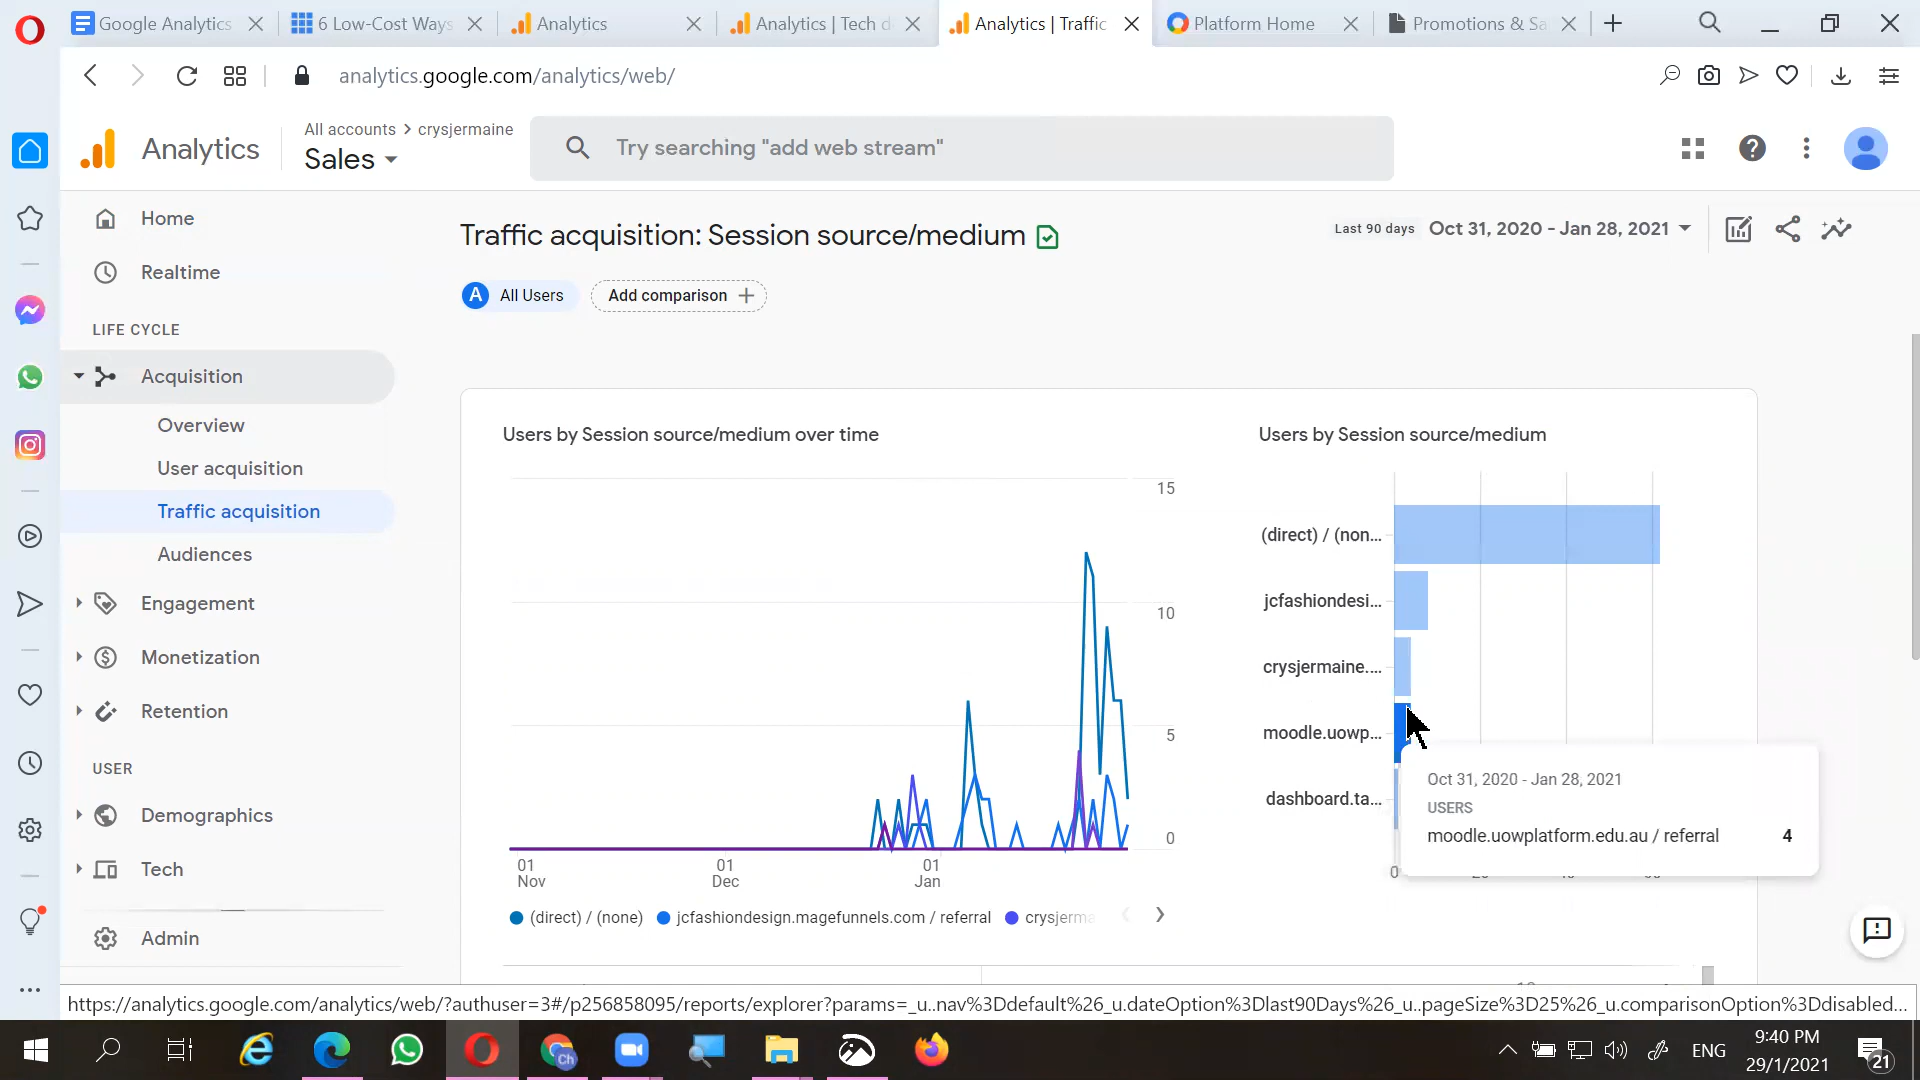 Google Analytics
6 Low-Cost Ways
Analytics
Analytics | Tech d
Analytics | Traffic
Platform Home
Promotions & Sa
analytics.google.com/analytics/web/
Analytics
All accounts > crysjermaine
Sales
Try searching "add web stream"
Home
Realtime
LIFE CYCLE
Acquisition
Overview
User acquisition
Traffic acquisition
Audiences
Engagement
Monetization
Retention
USER
Demographics
Tech
Admin
Traffic acquisition: Session source/medium
Last 90 days Oct 31, 2020 - Jan 28, 2021
A All Users
Add comparison +
Users by Session source/medium over time
15
10
5
0
01 Nov
01 Dec
01 Jan
(direct) / (none)
jcfashiondesign.magefunnels.com / referral
crysjerma
Users by Session source/medium
(direct) / (non...
jcfashiondesi...
crysjermaine....
moodle.uowp...
dashboard.ta...
0
Oct 31, 2020 - Jan 28, 2021
USERS
moodle.uowplatform.edu.au / referral 4
https://analytics.google.com/analytics/web/?authuser=3#/p256858095/reports/explorer?params=_u..nav%3Ddefault%26_u.dateOption%3Dlast90Days%26_u..pageSize%3D25%26_u.comparisonOption%3Ddisabled...
Ch
ENG
9:40 PM
29/1/2021
21